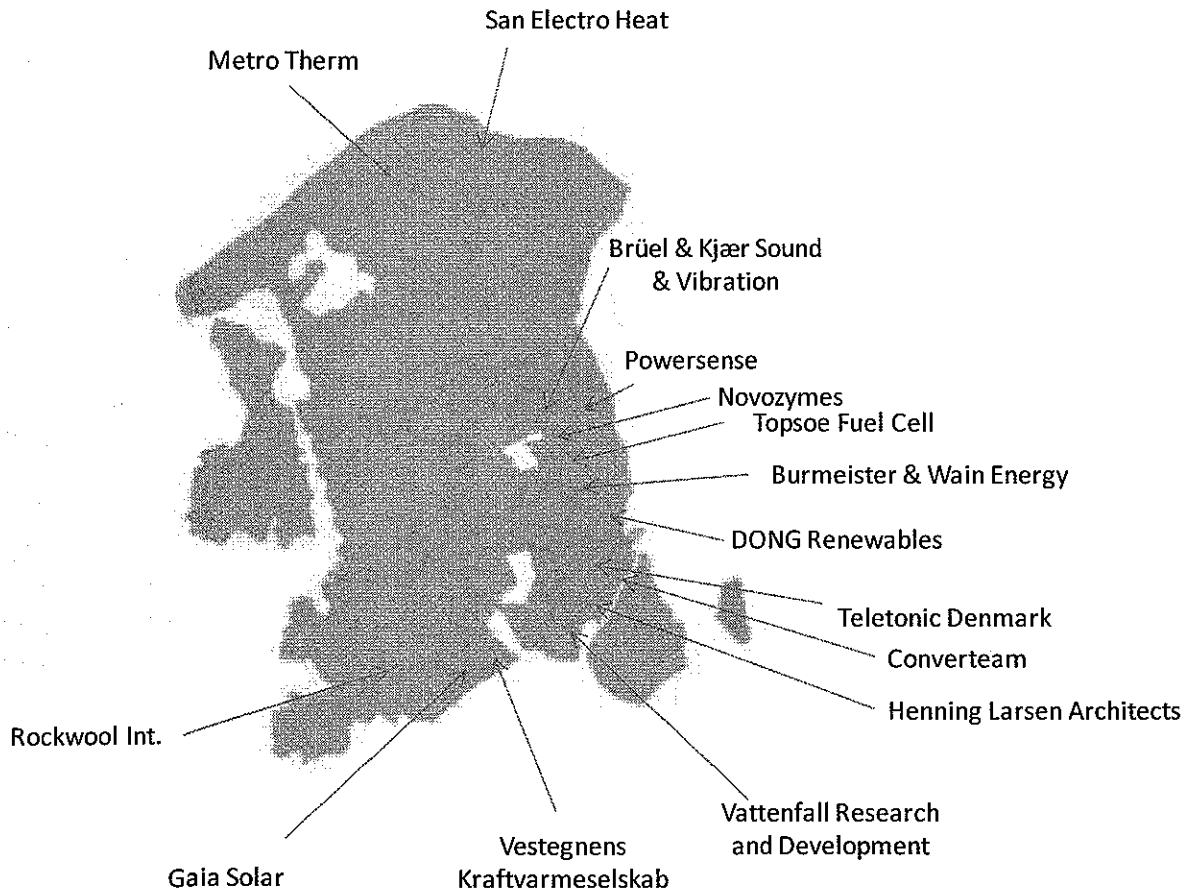 San Electro Heat
Metro Therm
Brüel & Kjær Sound
& Vibration
Powersense
Novozymes
Topsoe Fuel Cell
Burmeister & Wain Energy
DONG Renewables
Teletonic Denmark
Converteam
Henning Larsen Architects
Rockwool Int.
Vattenfall Research
and Development
Vestegnens
Kraftvarmeselskab
Gaia Solar